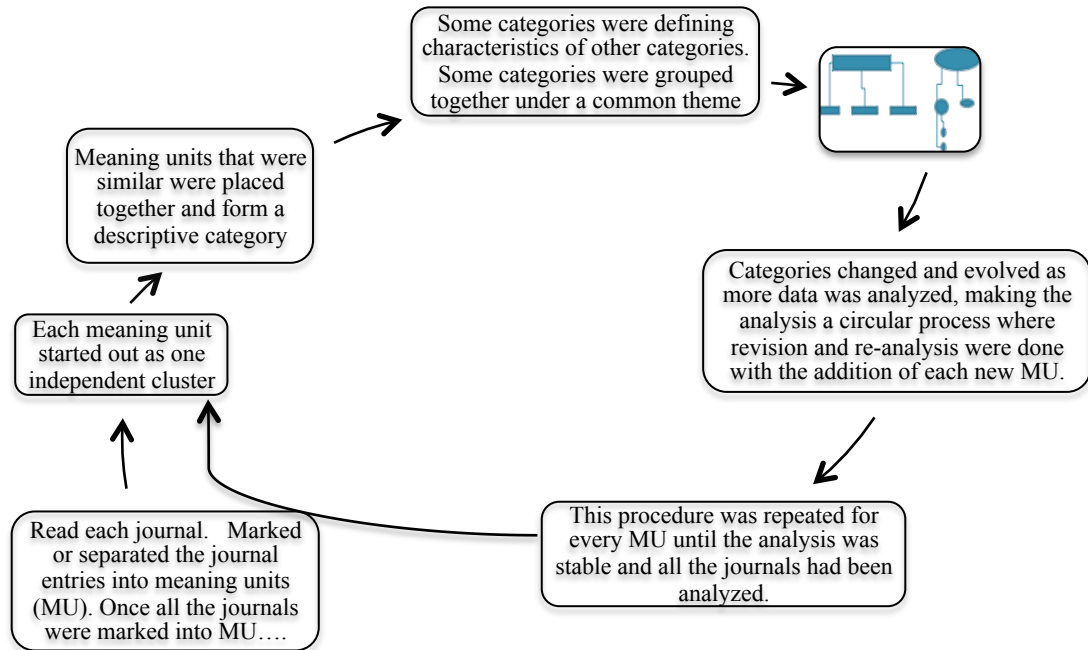 Some categories were defining
characteristics of other categories.
Some categories were grouped
together under a common theme
Meaning units that were
similar were placed
together and form a
descriptive category
Categories changed and evolved as
more data was analyzed, making the
analysis a circular process where
revision and re-analysis were done
with the addition of each new MU.
Each meaning unit
started out as one
independent cluster
Read each journal.   Marked
or separated the journal
entries into meaning units
(MU). Once all the journals
were marked into MU….
This procedure was repeated for
every MU until the analysis was
stable and all the journals had been
analyzed.